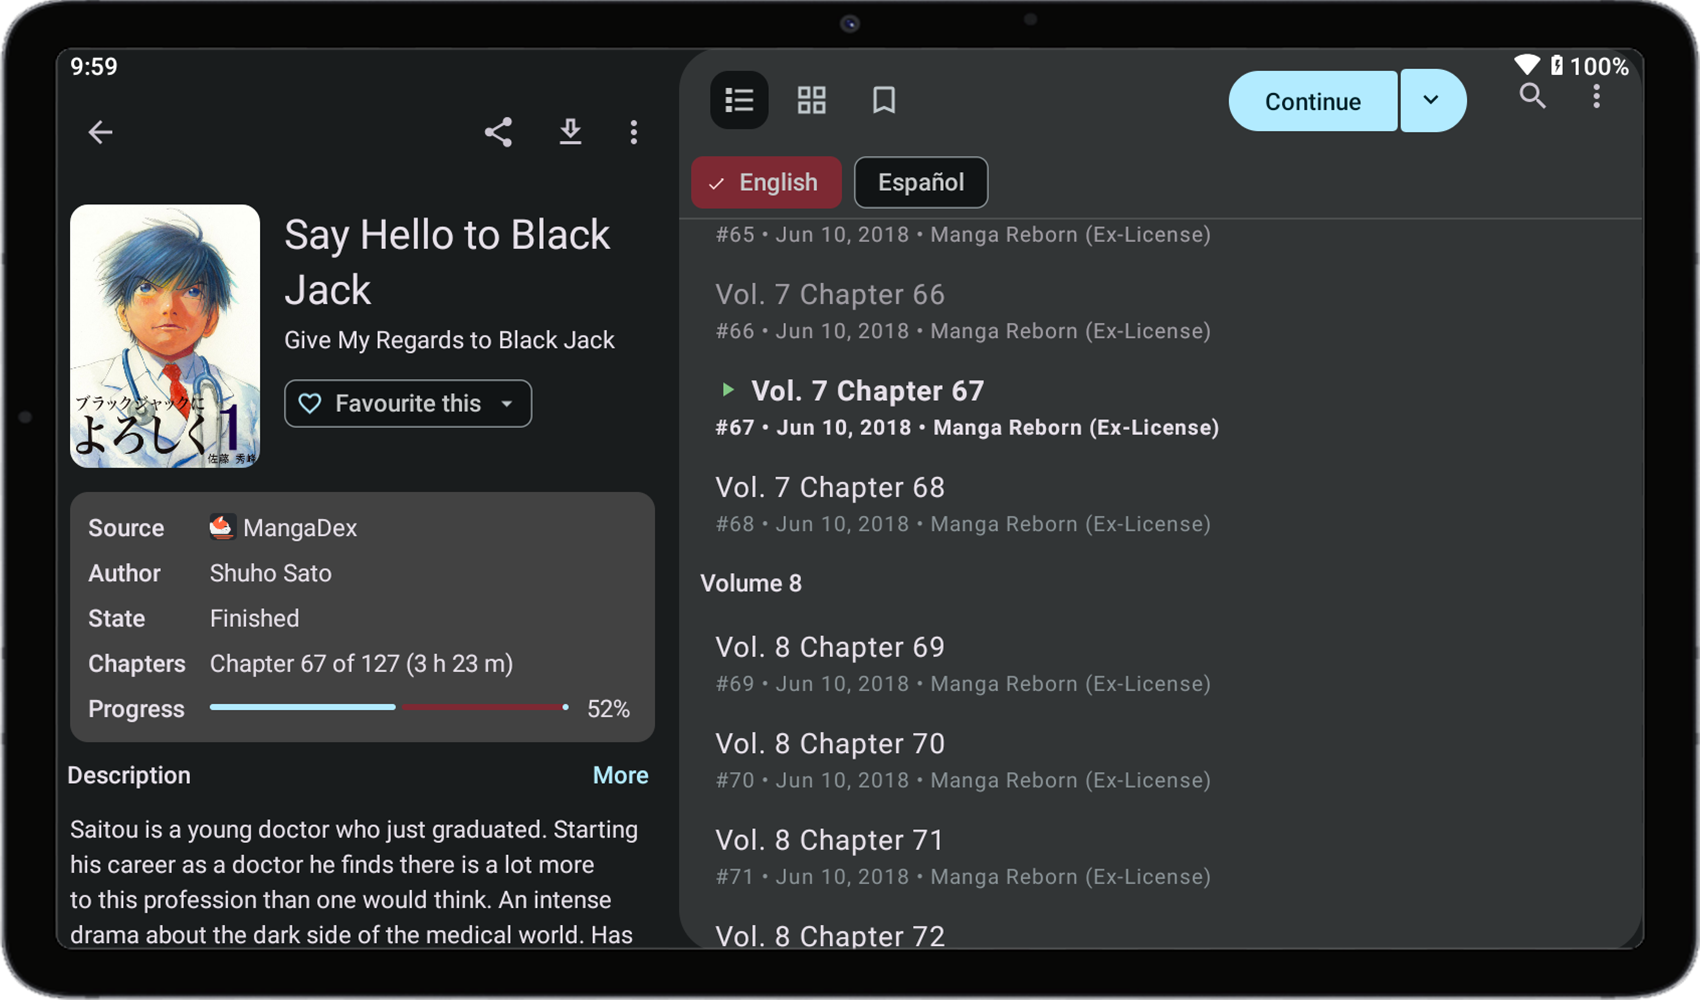 9:59
Say Hello to Black
Jack
Give My Regards to Black Jack
Favourite this
ブラックジャックに
よろしく 1
佐藤 秀峰
Source MangaDex
Author Shuho Sato
State Finished
Chapters Chapter 67 of 127 (3 h 23 m)
Progress 52%
Description More
Saitou is a young doctor who just graduated. Starting
his career as a doctor he finds there is a lot more
to this profession than one would think. An intense
drama about the dark side of the medical world. Has
100%
Continue
English Español
#65 • Jun 10, 2018 • Manga Reborn (Ex-License)
Vol. 7 Chapter 66
#66 • Jun 10, 2018 • Manga Reborn (Ex-License)
Vol. 7 Chapter 67
#67 • Jun 10, 2018 • Manga Reborn (Ex-License)
Vol. 7 Chapter 68
#68 • Jun 10, 2018 • Manga Reborn (Ex-License)
Volume 8
Vol. 8 Chapter 69
#69 • Jun 10, 2018 • Manga Reborn (Ex-License)
Vol. 8 Chapter 70
#70 • Jun 10, 2018 • Manga Reborn (Ex-License)
Vol. 8 Chapter 71
#71 • Jun 10, 2018 • Manga Reborn (Ex-License)
Vol. 8 Chapter 72